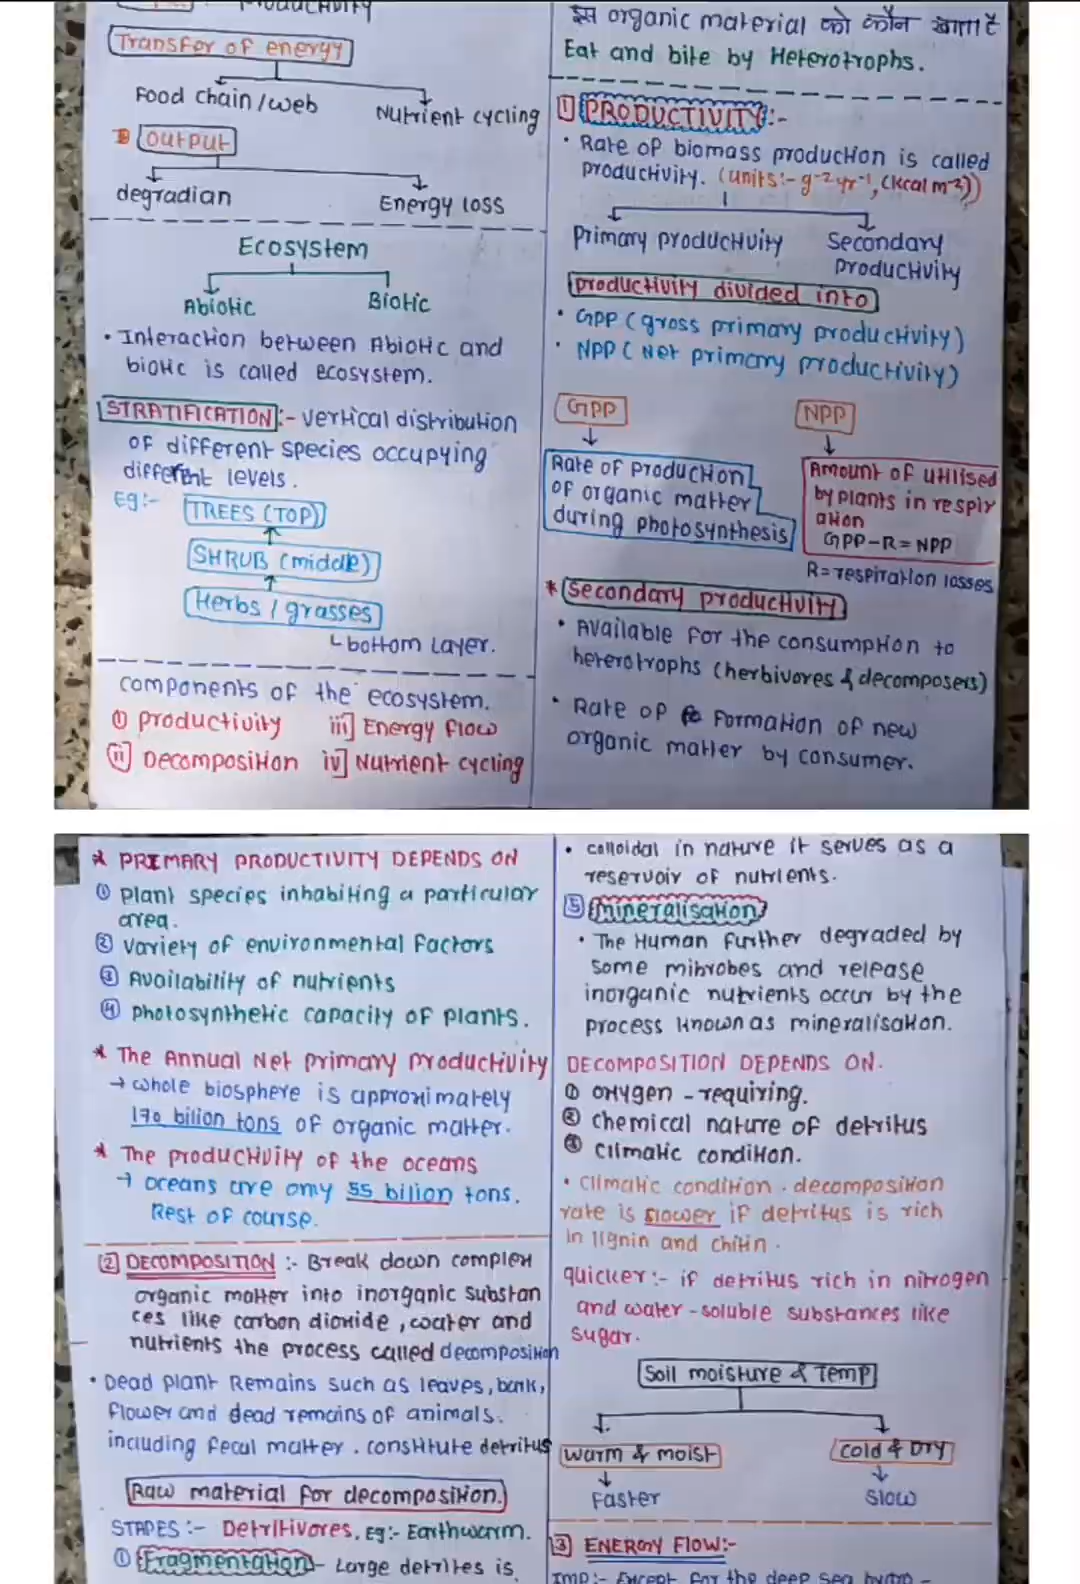 PRODUCTIVITY
Transfer of energy
Food chain/web
Nutrient cycling
output
degradian
Energy loss
Ecosystem
Abiotic
Biotic
• Interaction between Abiotic and
biotic is called ecosystem.
STRATIFICATION :- vertical distribution
of different species occupying
different levels.
Eg:-
TREES (TOP)
SHRUB (middle)
Herbs / grasses
bottom Layer.
components of the ecosystem.
① productivity iii] Energy flow
ii] Decomposition iv] Nutrient cycling
इस organic material को कौन खाता है
Eat and bite by Heterotrophs.
① PRODUCTIVITY :-
• Rate of biomass production is called
productivity. (units:- g⁻² yr⁻¹, (kcal m⁻²))
Primary productivity
Secondary
productivity
productivity divided into
• GPP (gross primary productivity)
• NPP (Net primary productivity)
GPP
NPP
Rate of Production
of organic matter
during photosynthesis
Amount of utilised
by plants in respir
ation
GPP-R = NPP
R = respiration losses
* Secondary productivity
• Available for the consumption to
heterotrophs (herbivores & decomposers)
• Rate of formation of new
organic matter by consumer.
* PRIMARY PRODUCTIVITY DEPENDS ON
① Plant species inhabiting a particular
area.
② variety of environmental factors
③ Availability of nutrients
④ photosynthetic capacity of plants.
* The Annual Net primary productivity
→ whole biosphere is approximately
170 bilion tons of organic matter.
* The productivity of the oceans
→ oceans are omy 55 bilion tons.
Rest of course.
② DECOMPOSITION :- Break down complex
organic matter into inorganic substan
ces like carbon dioxide, water and
nutrients the process called decomposition
• Dead plant Remains such as leaves, bark,
flower and dead remains of animals.
including fecal matter. constitute detritus
Raw material for decomposition.
STAPES :- Detritivores. Eg:- Earthwarm.
① Fragmentation - Large detrites is
• colloidal in nature it serves as a
reservoir of nutrients.
⑤ mineralisation
• The Human further degraded by
some mibrobes and release
inorganic nutrients occur by the
process known as mineralisation.
DECOMPOSITION DEPENDS ON.
① oxygen - requiring.
② chemical nature of detritus
③ climatic condition.
• climatic condition. decomposition
rate is slower if detritus is rich
in lignin and chitin.
quicker:- if detritus rich in nitrogen
and water-soluble substances like
sugar.
Soil moisture & Temp
warm & moist
cold & Dry
Faster
Slow
③ ENERGY FLOW:-
IMP:- Except for the deep sea